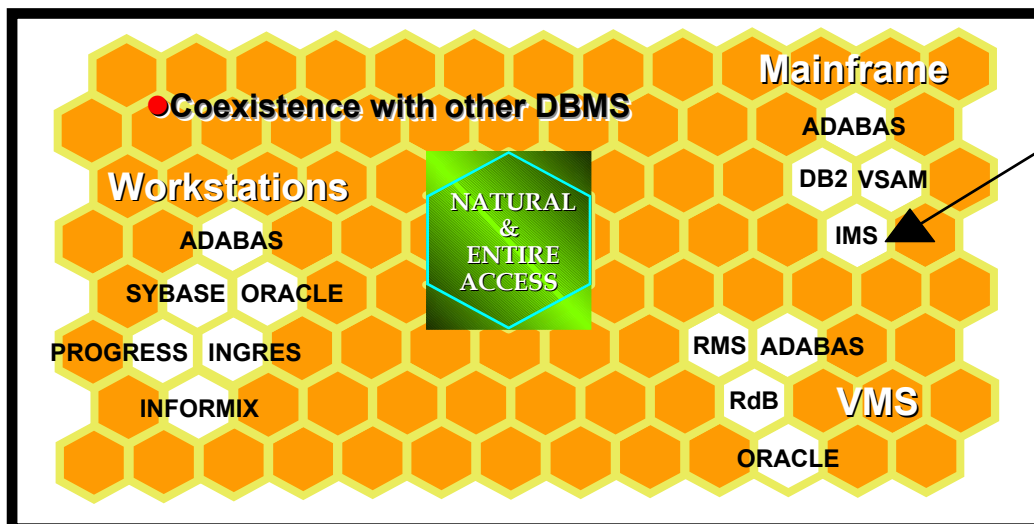 Mainframe
●Coexistence with other DBMS
ADABAS
DB2 VSAM
IMS
Workstations
ADABAS
SYBASE ORACLE
PROGRESS INGRES
INFORMIX
NATURAL
&
ENTIRE
ACCESS
RMS ADABAS
RdB
VMS
ORACLE